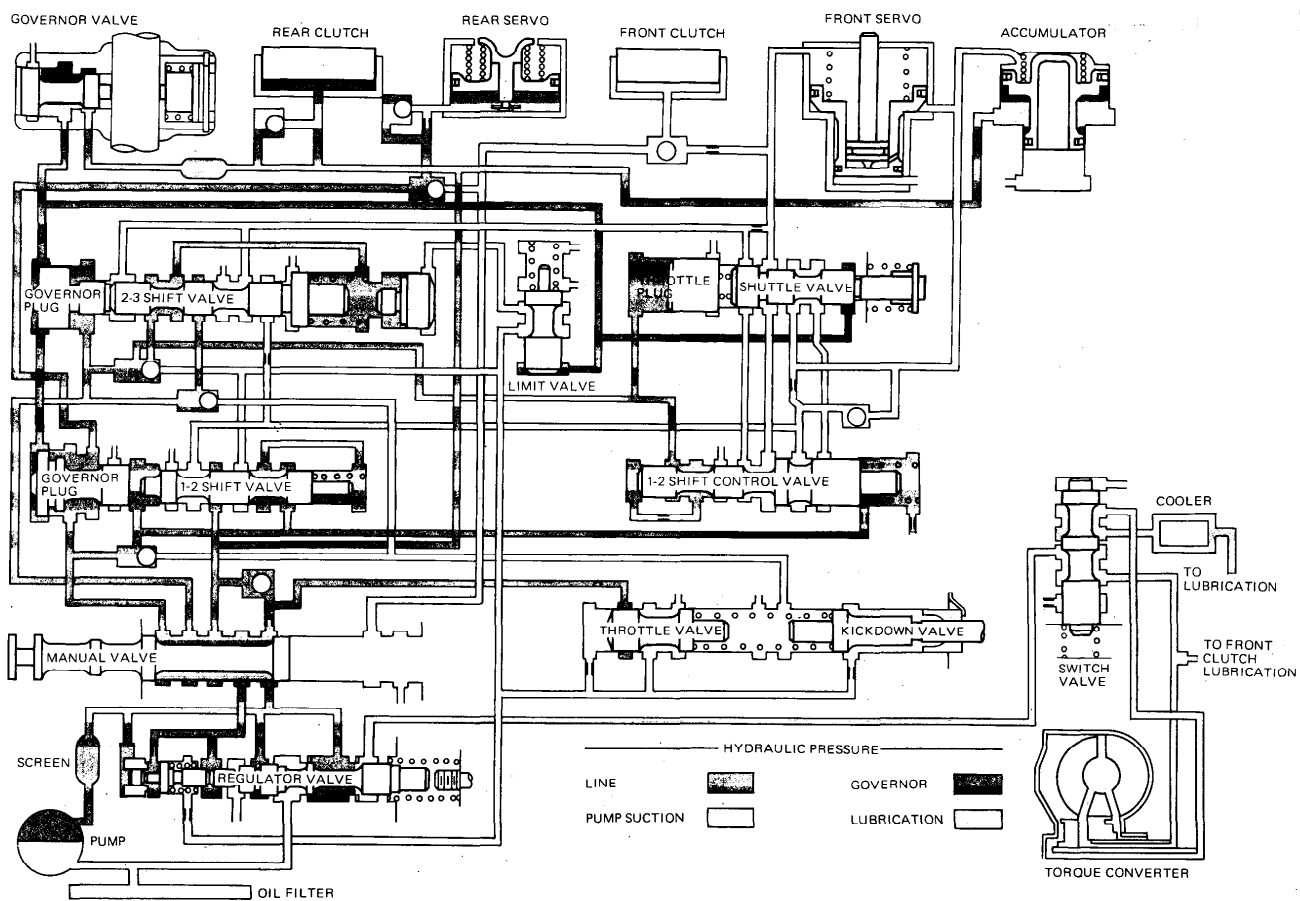 GOVERNOR VALVE
REAR CLUTCH
REAR SERVO
FRONT CLUTCH
FRONT SERVO
ACCUMULATOR
GOVERNOR
PLUG
2-3 SHIFT VALVE
LIMIT VALVE
THROTTLE
PLUG
SHUTTLE VALVE
GOVERNOR
PLUG
1-2 SHIFT VALVE
1-2 SHIFT CONTROL VALVE
COOLER
TO
LUBRICATION
MANUAL VALVE
THROTTLE VALVE
KICKDOWN VALVE
SWITCH
VALVE
TO FRONT
CLUTCH
LUBRICATION
SCREEN
REGULATOR VALVE
PUMP
OIL FILTER
HYDRAULIC PRESSURE
LINE
GOVERNOR
PUMP SUCTION
LUBRICATION
TORQUE CONVERTER